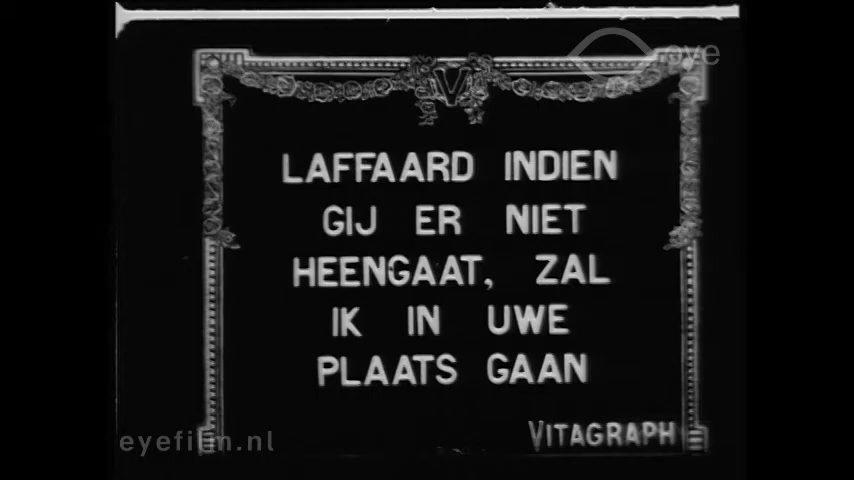 eye
V
LAFFAARD INDIEN
GIJ ER NIET
HEENGAAT, ZAL
IK IN UWE
PLAATS GAAN
VITAGRAPH
eyefilm.nl